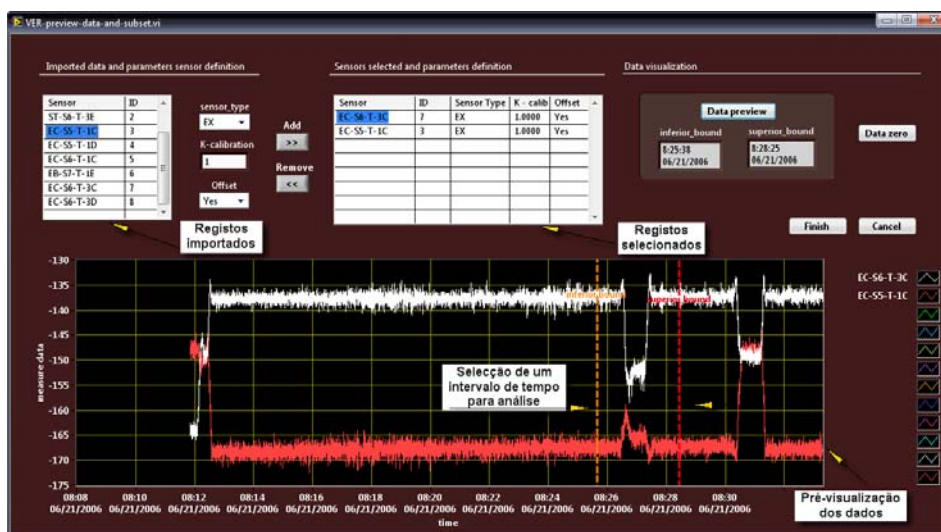 VER-preview-data-and-subset.vi
Imported data and parameters sensor definition
Sensors selected and parameters definition
Data visualization
Sensor ID
ST-S6-T-3E 2
EC-S5-T-1C 3
EC-S5-T-1D 4
EC-S6-T-1C 5
EB-S7-T-1E 6
EC-S6-T-3C 7
EC-S6-T-3D 8
sensor_type
EX
K-calibration
1
Offset
Yes
Add
>>
Remove
<<
Sensor ID Sensor Type K - calib Offset
EC-S6-T-3C 7 EX 1.0000 Yes
EC-S5-T-1C 3 EX 1.0000 Yes
Data preview
inferior_bound superior_bound
8:25:38 8:28:25
06/21/2006 06/21/2006
Data zero
Finish Cancel
Registos
importados
Registos
selecionados
-130
-135
-140
-145
-150
-155
-160
-165
-170
-175
measure data
inferior_bound superior_bound
Selecção de um
intervalo de tempo
para análise
EC-S6-T-3C
EC-S5-T-1C
08:08 08:10 08:12 08:14 08:16 08:18 08:20 08:22 08:24 08:26 08:28 08:30
06/21/2006 06/21/2006 06/21/2006 06/21/2006 06/21/2006 06/21/2006 06/21/2006 06/21/2006 06/21/2006 06/21/2006 06/21/2006 06/21/2006
time
Pré-visualização
dos dados